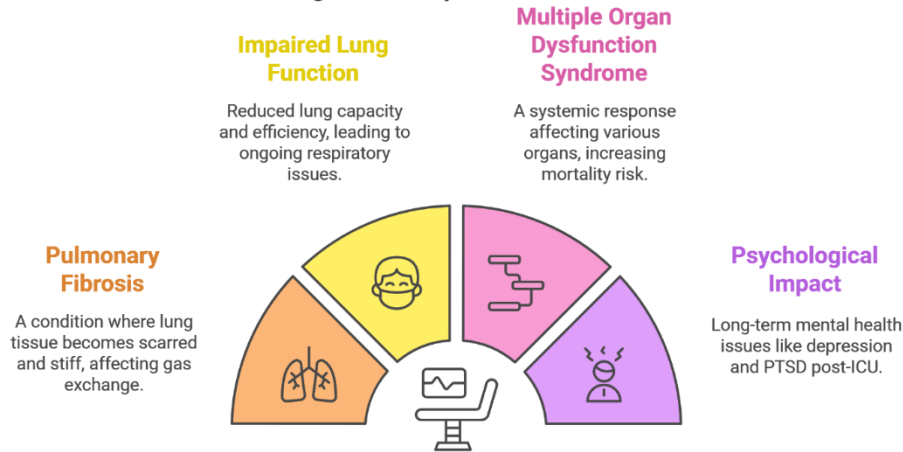 Impaired Lung
Function
Reduced lung capacity
and efficiency, leading to
ongoing respiratory
issues.
Multiple Organ
Dysfunction
Syndrome
A systemic response
affecting various
organs, increasing
mortality risk.
Pulmonary
Fibrosis
A condition where lung
tissue becomes scarred
and stiff, affecting gas
exchange.
Psychological
Impact
Long-term mental health
issues like depression
and PTSD post-ICU.